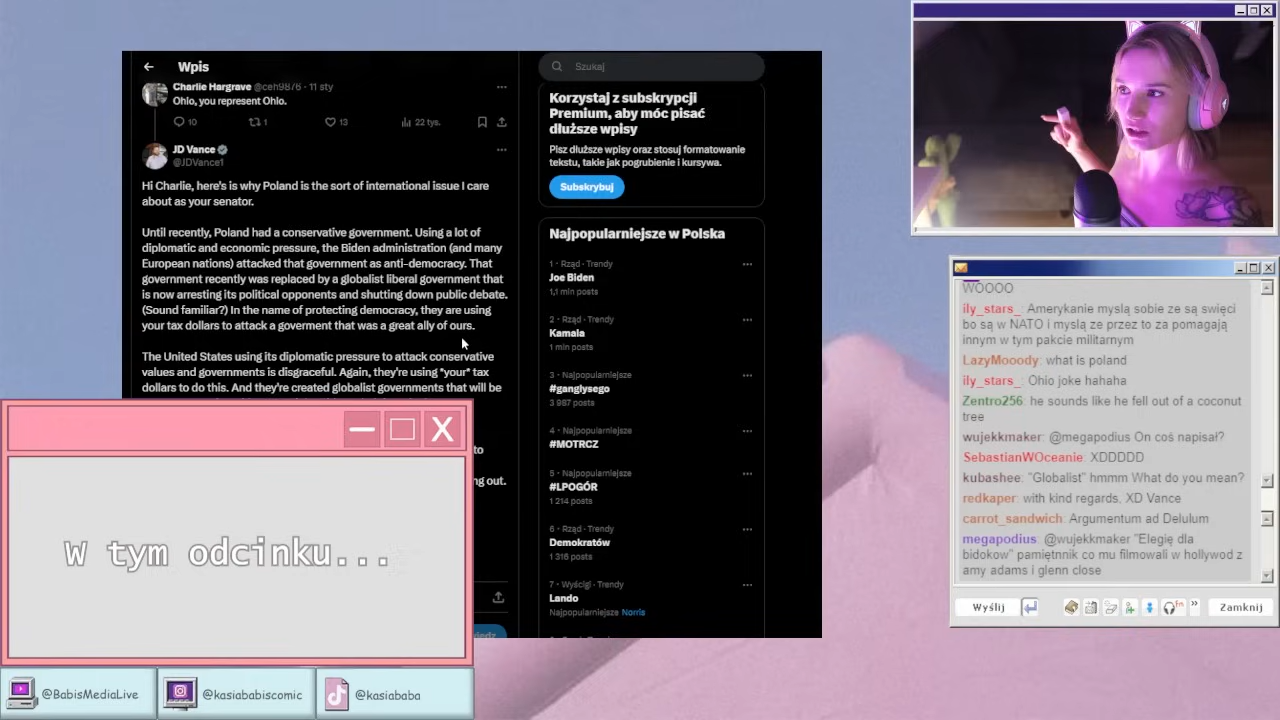 Wpis
Charlie Hargrave @ceh9876 · 11 sty
Ohio, you represent Ohio.
10 1 13 22 tys.
JD Vance
@JDVance1
Hi Charlie, here's is why Poland is the sort of international issue I care
about as your senator.
Until recently, Poland had a conservative government. Using a lot of
diplomatic and economic pressure, the Biden administration (and many
European nations) attacked that government as anti-democracy. That
government recently was replaced by a globalist liberal government that
is now arresting its political opponents and shutting down public debate.
(Sound familiar?) In the name of protecting democracy, they are using
your tax dollars to attack a goverment that was a great ally of ours.
The United States using its diplomatic pressure to attack conservative
values and governments is disgraceful. Again, they're using *your* tax
dollars to do this. And they're created globalist governments that will be
to
ng out.
Szukaj
Korzystaj z subskrypcji
Premium, aby móc pisać
dłuższe wpisy
Pisz dłuższe wpisy oraz stosuj formatowanie
tekstu, takie jak pogrubienie i kursywa.
Subskrybuj
Najpopularniejsze w Polska
1 · Rząd · Trendy
Joe Biden
1,1 mln posts
2 · Rząd · Trendy
Kamala
1 mln posts
3 · Najpopularniejsze
#ganglysego
3 987 posts
4 · Najpopularniejsze
#MOTRCZ
5 · Najpopularniejsze
#LPOGÓR
1 214 posts
6 · Rząd · Trendy
Demokratów
1 316 posts
7 · Wyścigi · Trendy
Lando
Najpopularniejsze Norris
W tym odcinku...
@BabisMediaLive
@kasiababiscomic
@kasiababa
WOOOO
ily_stars_: Amerykanie myslą sobie ze są swięci
bo są w NATO i myslą ze przez to za pomagają
innym w tym pakcie militarnym
LazyMooody: what is poland
ily_stars_: Ohio joke hahaha
Zentro256: he sounds like he fell out of a coconut
tree
wujekkmaker: @megapodius On coś napisał?
SebastianWOceanie: XDDDDD
kubashee: "Globalist" hmmm What do you mean?
redkaper: with kind regards, XD Vance
carrot_sandwich: Argumentum ad Delulum
megapodius: @wujekkmaker "Elegię dla
bidokow" pamiętnnik co mu filmowali w hollywod z
amy adams i glenn close
Wyślij
Zamknij